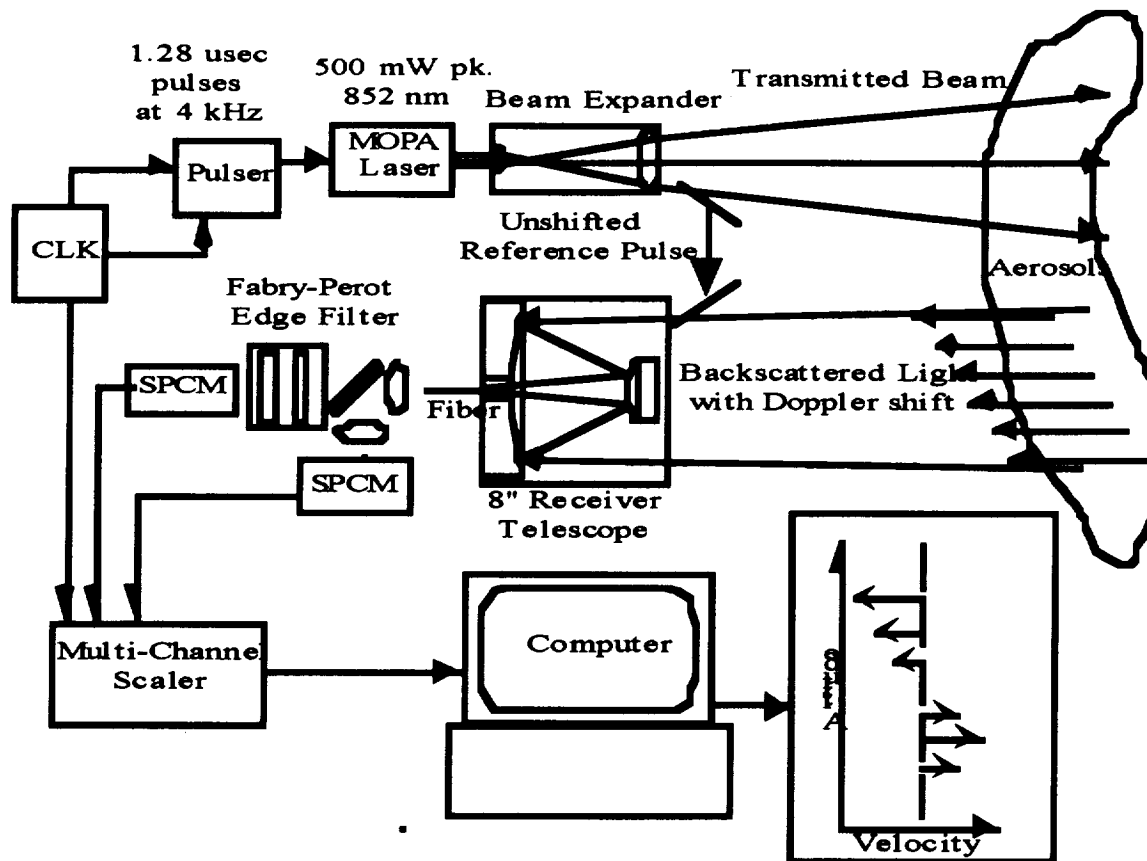 1.28 usec
pulses
at 4 kHz
500 mW pk.
852 nm
Beam Expander
Transmitted Beam
MOPA
Laser
Pulser
CLK
Unshifted
Reference Pulse
Aerosols
Fabry-Perot
Edge Filter
SPCM
Fiber
Backscattered Light
with Doppler shift
SPCM
8" Receiver
Telescope
Multi-Channel
Scaler
Computer
Velocity